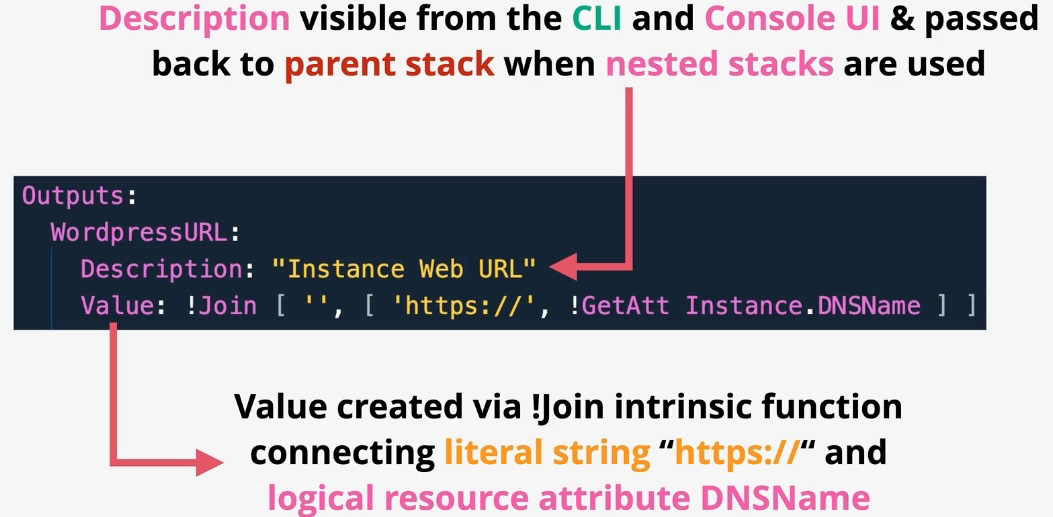 Description visible from the CLI and Console UI & passed
back to parent stack when nested stacks are used
Outputs:
WordpressURL:
Description: "Instance Web URL"
Value: !Join [ '', [ 'https://', !GetAtt Instance.DNSName ] ]
Value created via !Join intrinsic function
connecting literal string “https://“ and
logical resource attribute DNSName